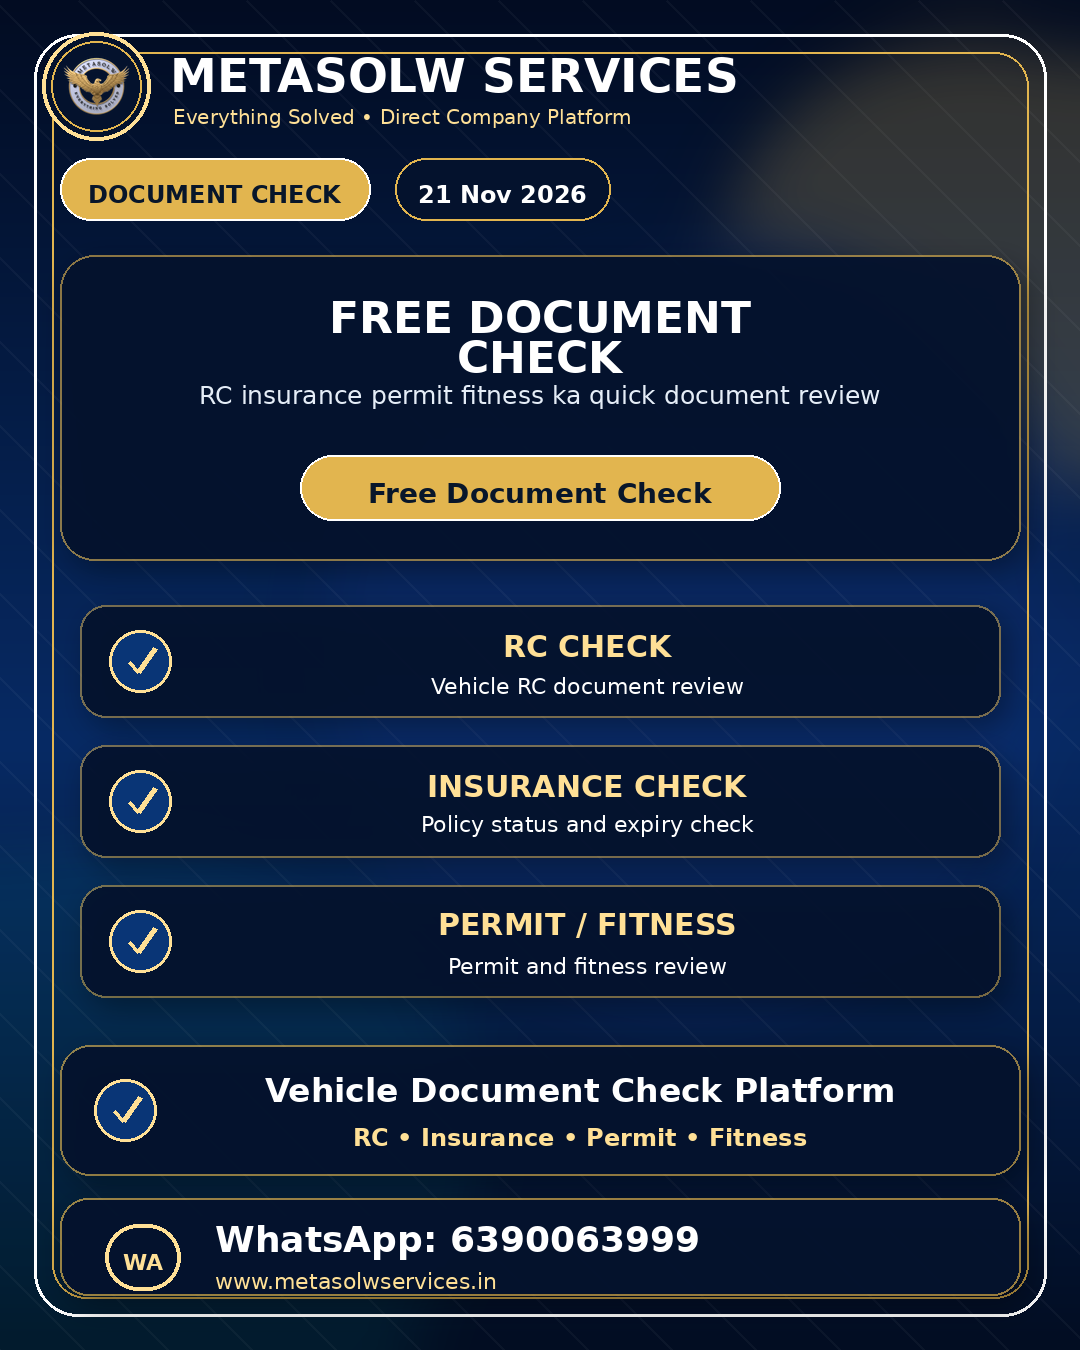 METASOLW SERVICES
Everything Solved • Direct Company Platform
DOCUMENT CHECK
21 Nov 2026
FREE DOCUMENT
CHECK
RC insurance permit fitness ka quick document review
Free Document Check
RC CHECK
Vehicle RC document review
INSURANCE CHECK
Policy status and expiry check
PERMIT / FITNESS
Permit and fitness review
Vehicle Document Check Platform
RC • Insurance • Permit • Fitness
WA
WhatsApp: 6390063999
www.metasolwservices.in